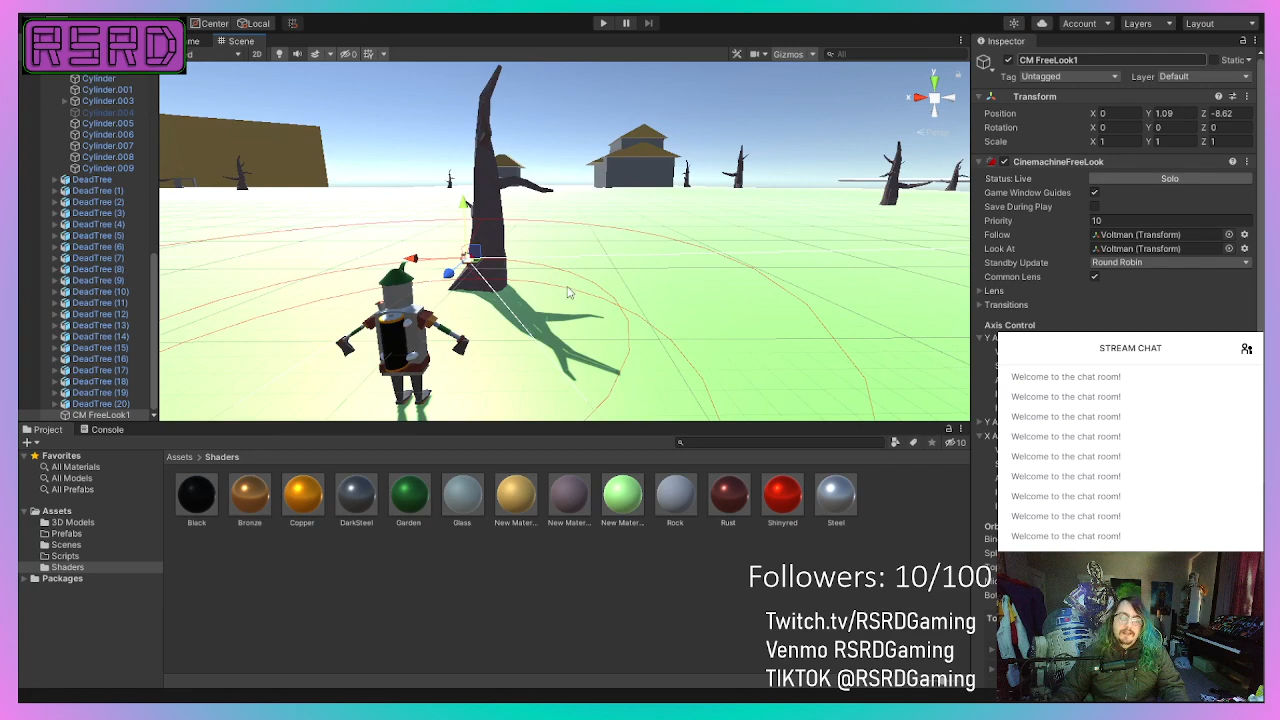 RSRD
Center
Local
Account
Layers
Layout
Scene
2D
0
Gizmos
All
Persp
x
y
Cylinder
Cylinder.001
Cylinder.003
Cylinder.004
Cylinder.005
Cylinder.006
Cylinder.007
Cylinder.008
Cylinder.009
DeadTree
DeadTree (1)
DeadTree (2)
DeadTree (3)
DeadTree (4)
DeadTree (5)
DeadTree (6)
DeadTree (7)
DeadTree (8)
DeadTree (9)
DeadTree (10)
DeadTree (11)
DeadTree (12)
DeadTree (13)
DeadTree (14)
DeadTree (15)
DeadTree (16)
DeadTree (17)
DeadTree (18)
DeadTree (19)
DeadTree (20)
CM FreeLook1
Inspector
CM FreeLook1
Static
Tag Untagged Layer Default
Transform
Position X 0 Y 1.09 Z -8.62
Rotation X 0 Y 0 Z 0
Scale X 1 Y 1 Z 1
CinemachineFreeLook
Status: Live Solo
Game Window Guides
Save During Play
Priority 10
Follow Voltman (Transform)
Look At Voltman (Transform)
Standby Update Round Robin
Common Lens
Lens
Transitions
Axis Control
STREAM CHAT
Welcome to the chat room!
Welcome to the chat room!
Welcome to the chat room!
Welcome to the chat room!
Welcome to the chat room!
Welcome to the chat room!
Welcome to the chat room!
Welcome to the chat room!
Welcome to the chat room!
Project
Console
10
Favorites
All Materials
All Models
All Prefabs
Assets
3D Models
Prefabs
Scenes
Scripts
Shaders
Packages
Assets > Shaders
Black
Bronze
Copper
DarkSteel
Garden
Glass
New Mater...
New Mater...
New Mater...
Rock
Rust
Shinyred
Steel
Followers: 10/100
Twitch.tv/RSRDGaming
Venmo RSRDGaming
TIKTOK @RSRDGaming